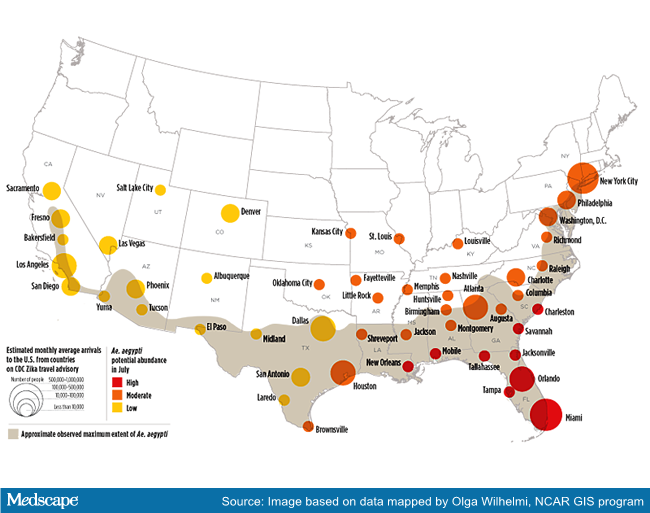 NY
New York City
CA
PA
Sacramento
Salt Lake City
Philadelphia
NV
UT
Denver
Washington, D.C.
Fresno
CO
Kansas City
St. Louis
VA
Bakersfield
Las Vegas
KS
MO
KY
Louisville
Richmond
Los Angeles
AZ
Albuquerque
NC
Raleigh
San Diego
Phoenix
NM
Oklahoma City
OK
Fayetteville
TN
Nashville
Charlotte
Memphis
Atlanta
Yuma
Tucson
Little Rock
AR
Huntsville
Columbia
Birmingham
SC
Charleston
El Paso
Dallas
Augusta
Midland
Shreveport
MS
Jackson
AL
Montgomery
GA
Savannah
TX
LA
Mobile
Jacksonville
New Orleans
Tallahassee
San Antonio
Houston
Orlando
Laredo
Tampa
FL
Brownsville
Miami
Estimated monthly average arrivals
to the U.S. from countries
on CDC Zika travel advisory
Number of people
500,000–1,000,000
100,000–500,000
10,000–100,000
Less than 10,000
Ae. aegypti
potential abundance
in July
High
Moderate
Low
Approximate observed maximum extent of Ae. aegypti
Medscape
Source: Image based on data mapped by Olga Wilhelmi, NCAR GIS program